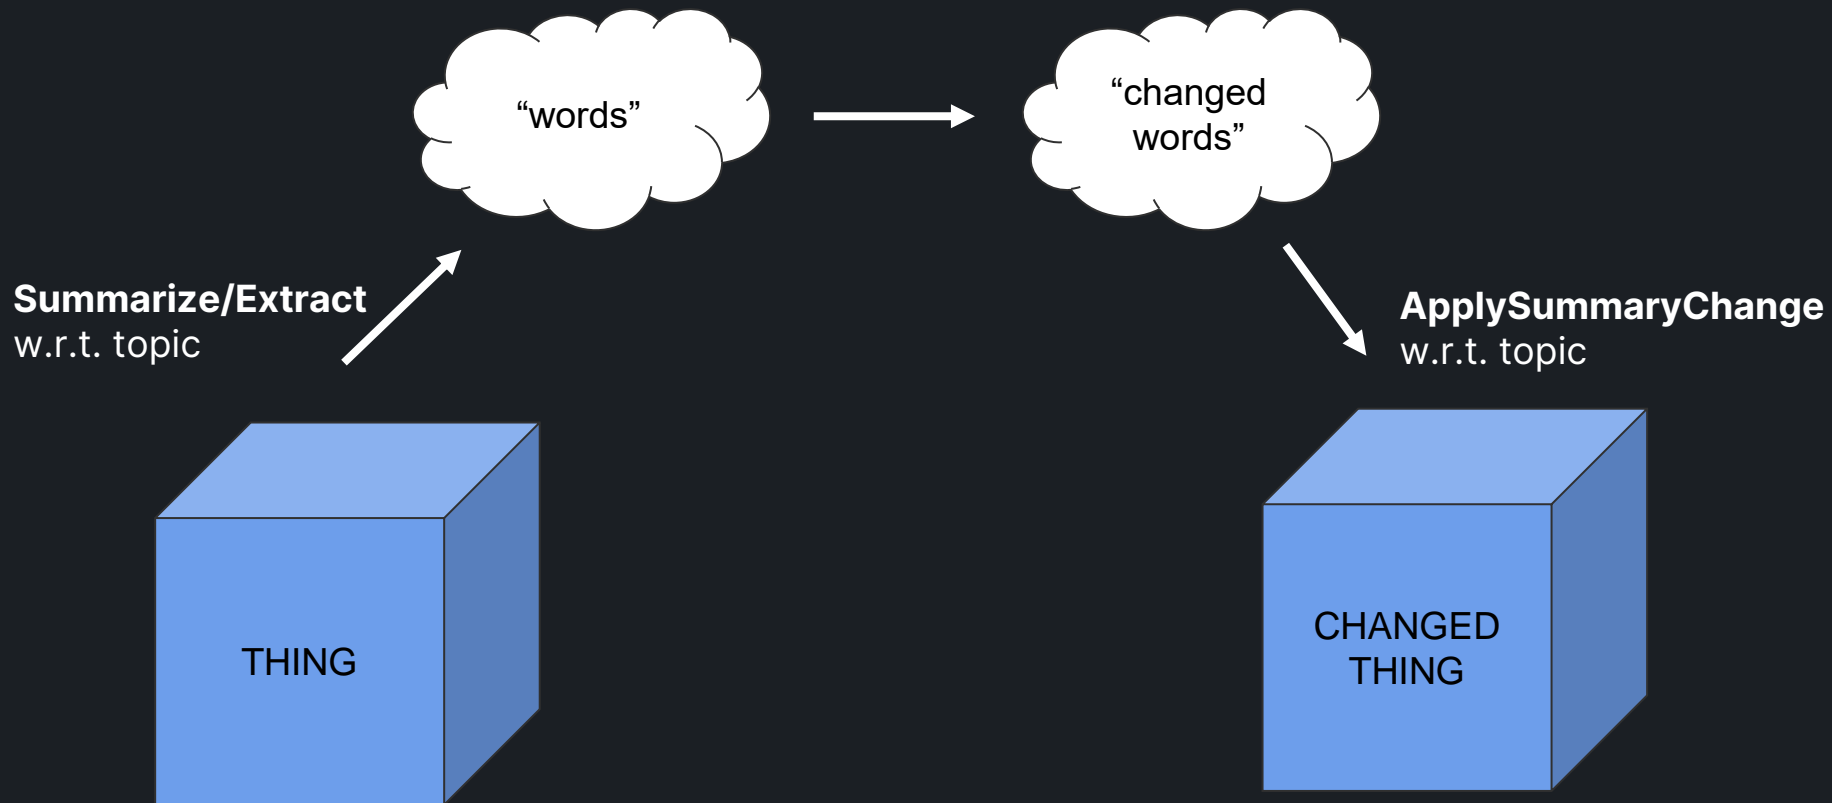 “words”
“changed
words”
Summarize/Extract
w.r.t. topic
ApplySummaryChange
w.r.t. topic
THING
CHANGED
THING